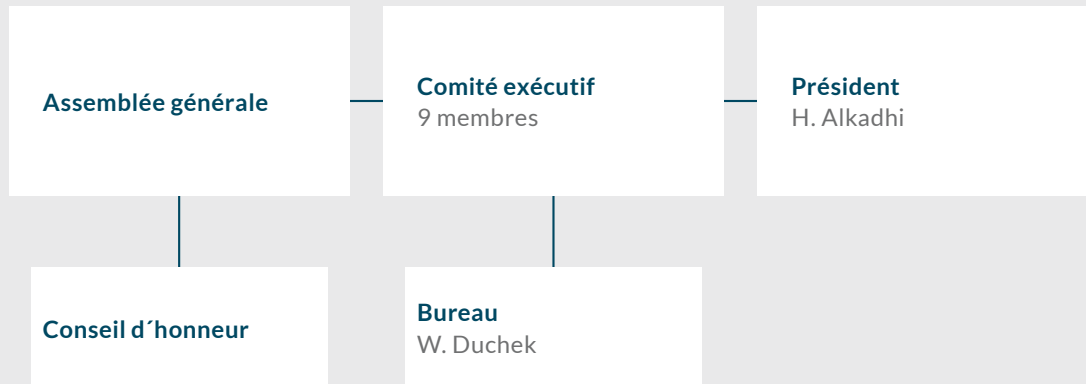 Assemblée générale
Comité exécutif
9 membres
Président
H. Alkadhi
Conseil d´honneur
Bureau
W. Duchek